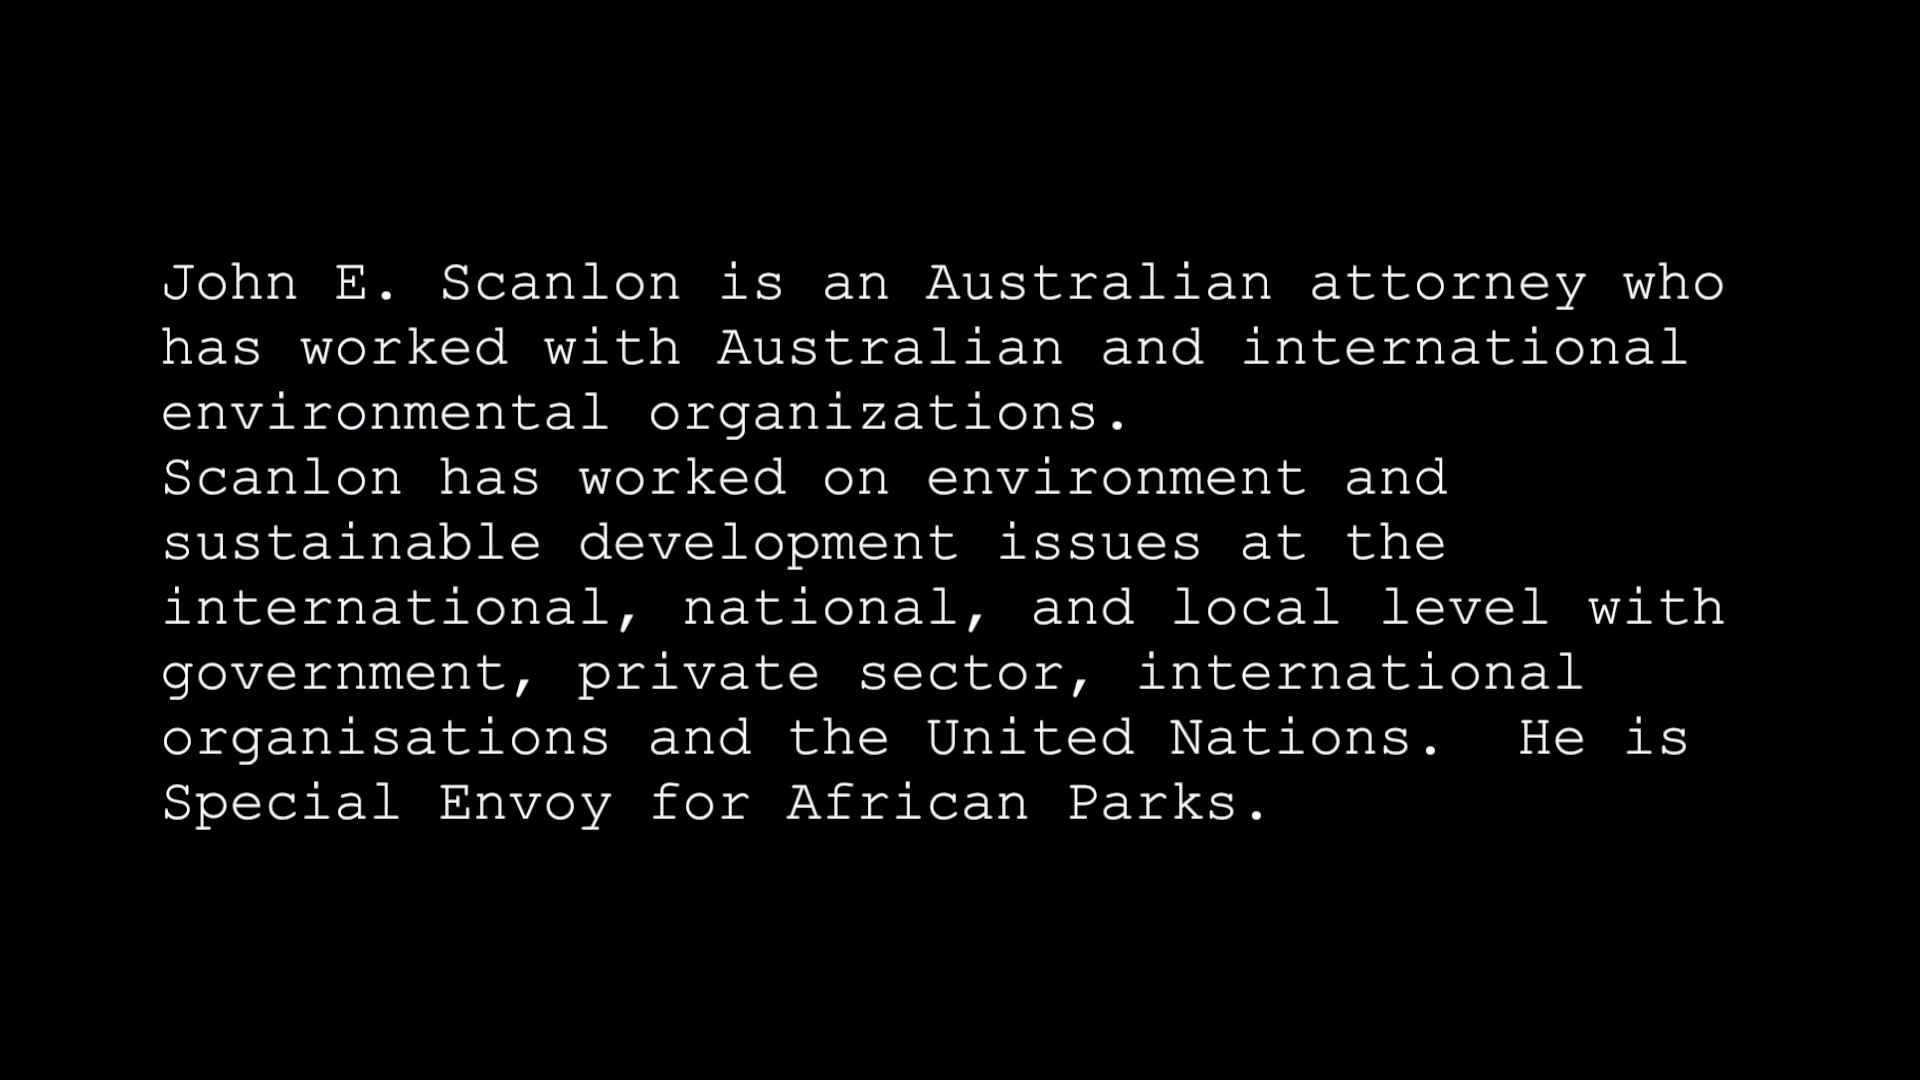 John E. Scanlon is an Australian attorney who
has worked with Australian and international
environmental organizations.
Scanlon has worked on environment and
sustainable development issues at the
international, national, and local level with
government, private sector, international
organisations and the United Nations.  He is
Special Envoy for African Parks.